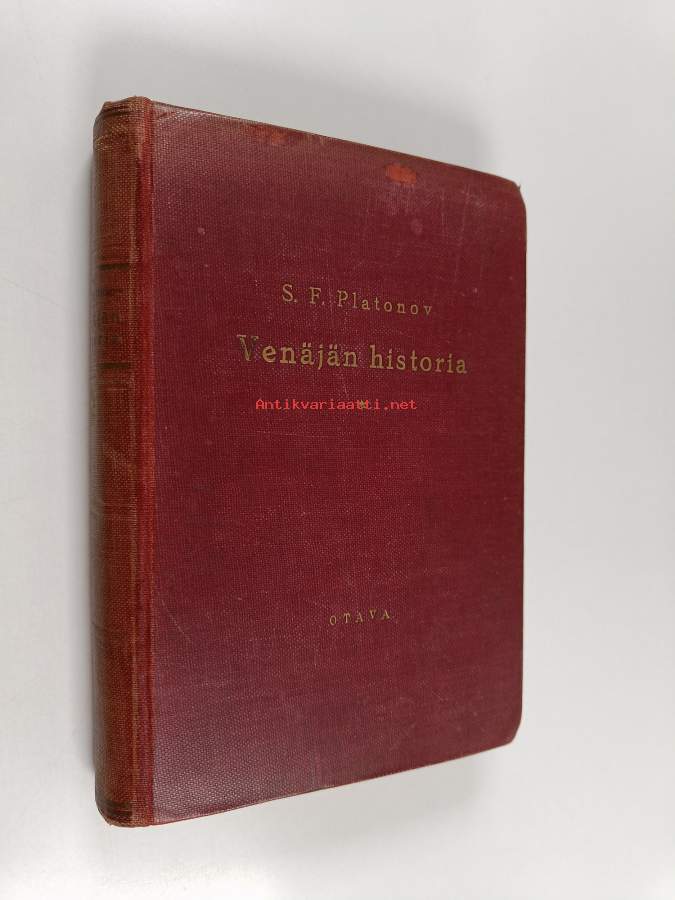 S. F. Platonov
Venäjän historia
Antikvariaatti.net
OTAVA